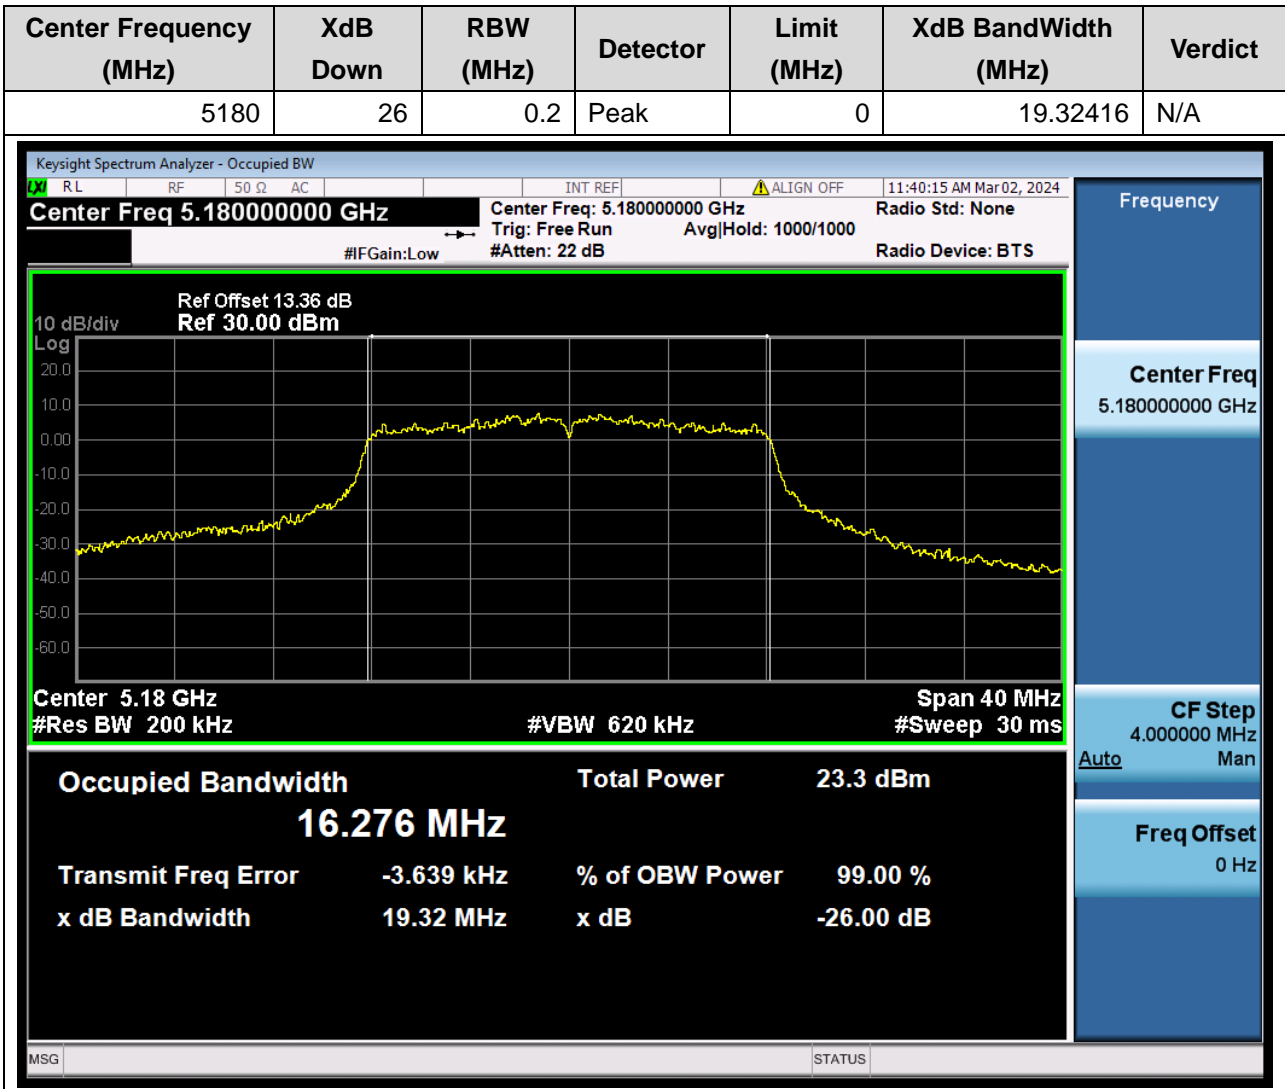 Center Frequency (MHz) XdB Down RBW (MHz) Detector Limit (MHz) XdB BandWidth (MHz) Verdict
5180 26 0.2 Peak 0 19.32416 N/A
Keysight Spectrum Analyzer - Occupied BW
LXI RL RF 50 Ω AC INT REF ALIGN OFF 11:40:15 AM Mar 02, 2024
Center Freq 5.180000000 GHz
Center Freq: 5.180000000 GHz
Radio Std: None
Trig: Free Run Avg|Hold: 1000/1000
#IFGain:Low #Atten: 22 dB
Radio Device: BTS
Ref Offset 13.36 dB
10 dB/div Ref 30.00 dBm
Log
20.0
10.0
0.00
-10.0
-20.0
-30.0
-40.0
-50.0
-60.0
Center 5.18 GHz Span 40 MHz
#Res BW 200 kHz #VBW 620 kHz #Sweep 30 ms
Occupied Bandwidth Total Power 23.3 dBm
16.276 MHz
Transmit Freq Error -3.639 kHz % of OBW Power 99.00 %
x dB Bandwidth 19.32 MHz x dB -26.00 dB
Frequency
Center Freq
5.180000000 GHz
CF Step
4.000000 MHz
Auto Man
Freq Offset
0 Hz
MSG STATUS